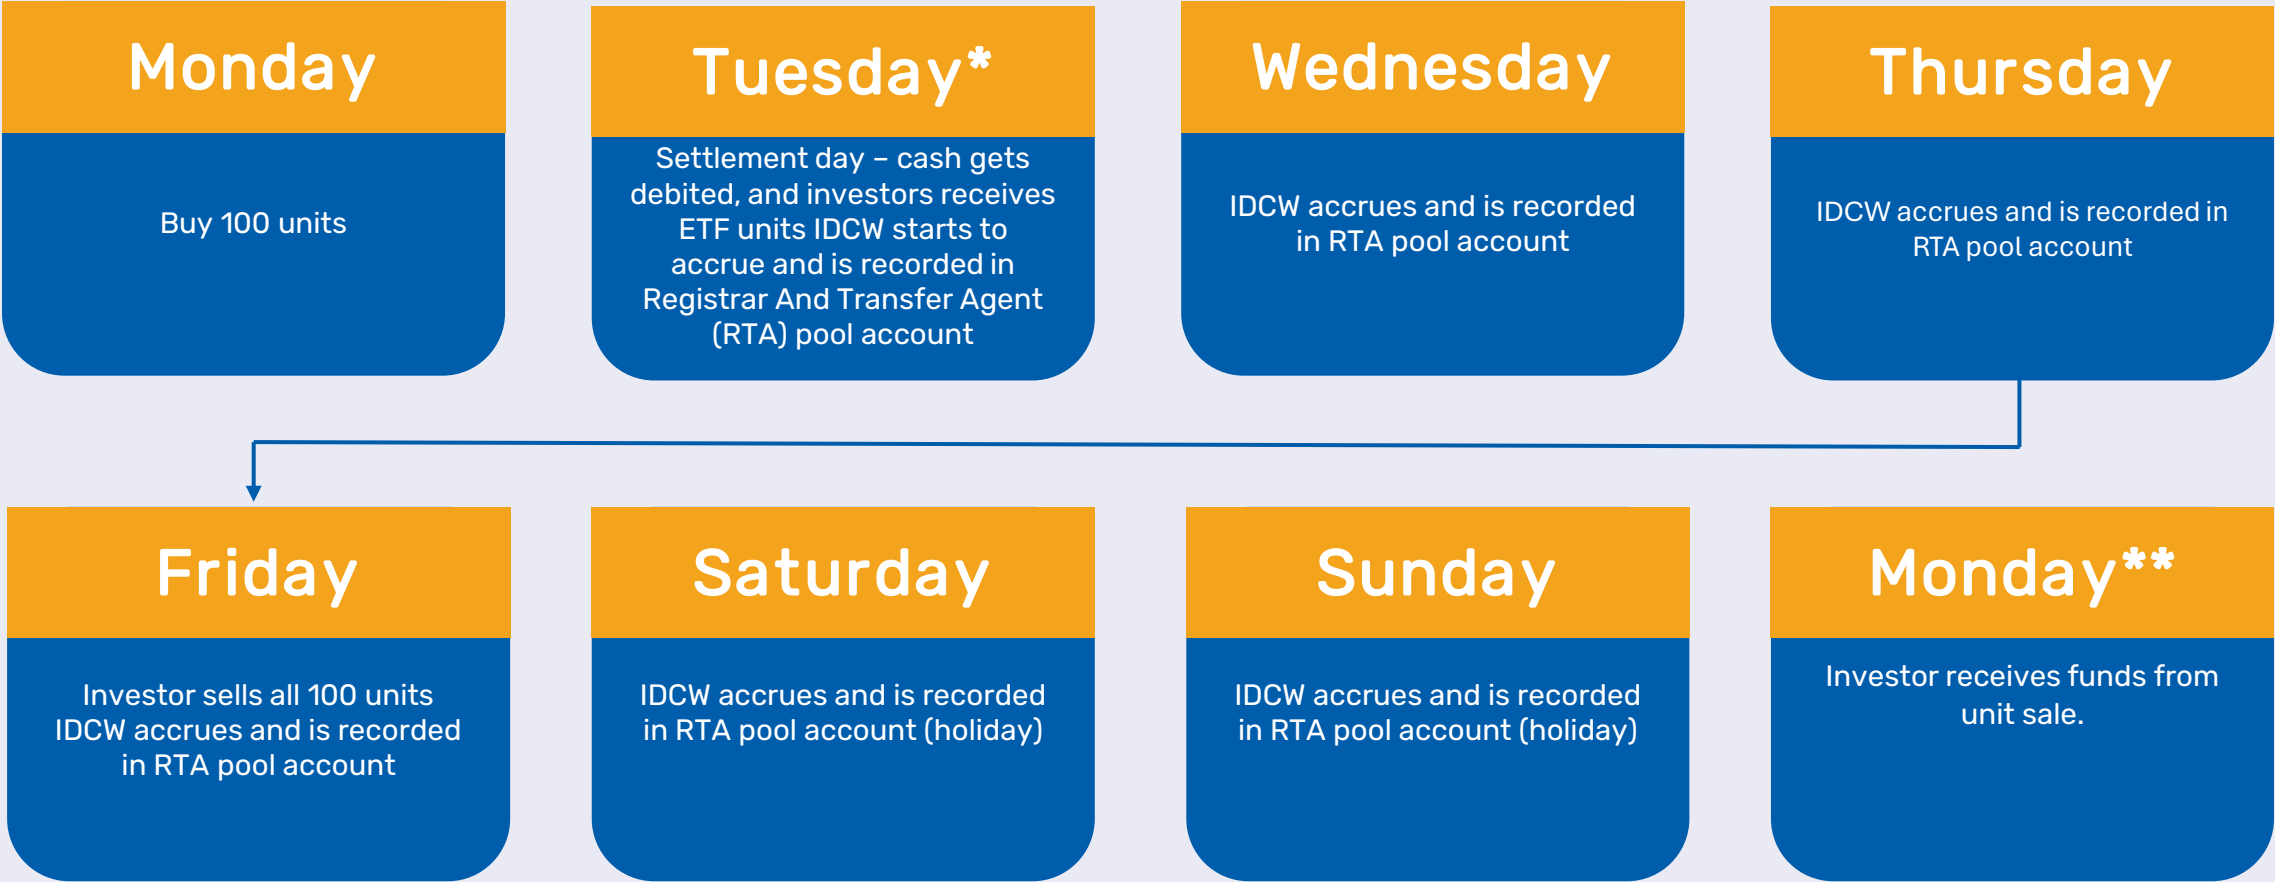 Monday
Buy 100 units
Tuesday*
Settlement day – cash gets
debited, and investors receives
ETF units IDCW starts to
accrue and is recorded in
Registrar And Transfer Agent
(RTA) pool account
Wednesday
IDCW accrues and is recorded
in RTA pool account
Thursday
IDCW accrues and is recorded in
RTA pool account
Friday
Investor sells all 100 units
IDCW accrues and is recorded
in RTA pool account
Saturday
IDCW accrues and is recorded
in RTA pool account (holiday)
Sunday
IDCW accrues and is recorded
in RTA pool account (holiday)
Monday**
Investor receives funds from
unit sale.